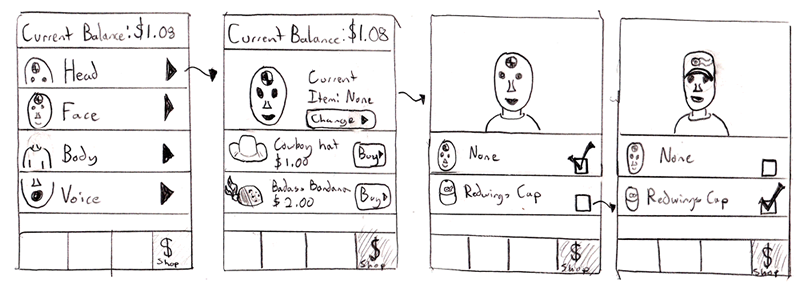 Current Balance: $1.08
Head
Face
Body
Voice
$
Shop
Current Balance: $1.08
Current
Item: None
Change
Cowboy hat
$1.00
Buy
Badass Bandana
$2.00
Buy
$
Shop
None
Redwings Cap
$
Shop
None
Redwings Cap
$
Shop